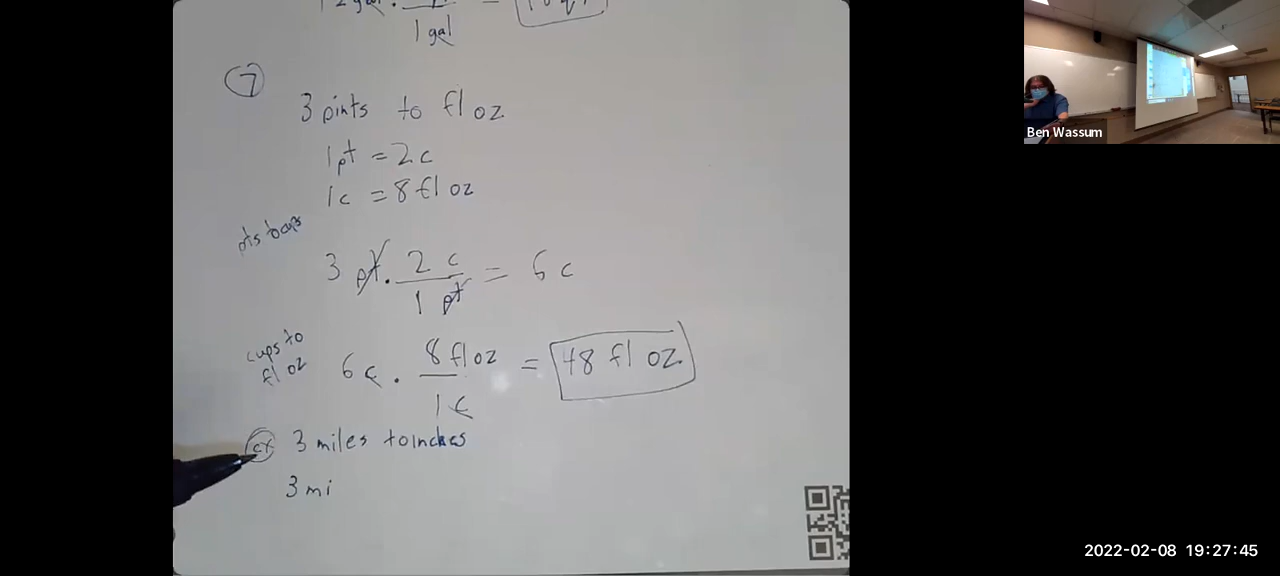 1 gal
7
3 pints to fl oz
1 pt = 2 c
1 c = 8 fl oz
pts to cups
3 pt . 2 c / 1 pt = 6 c
cups to
fl oz
6 c . 8 fl oz / 1 c = 48 fl oz
ex 3 miles to inches
3 mi
Ben Wassum
2022-02-08 19:27:45